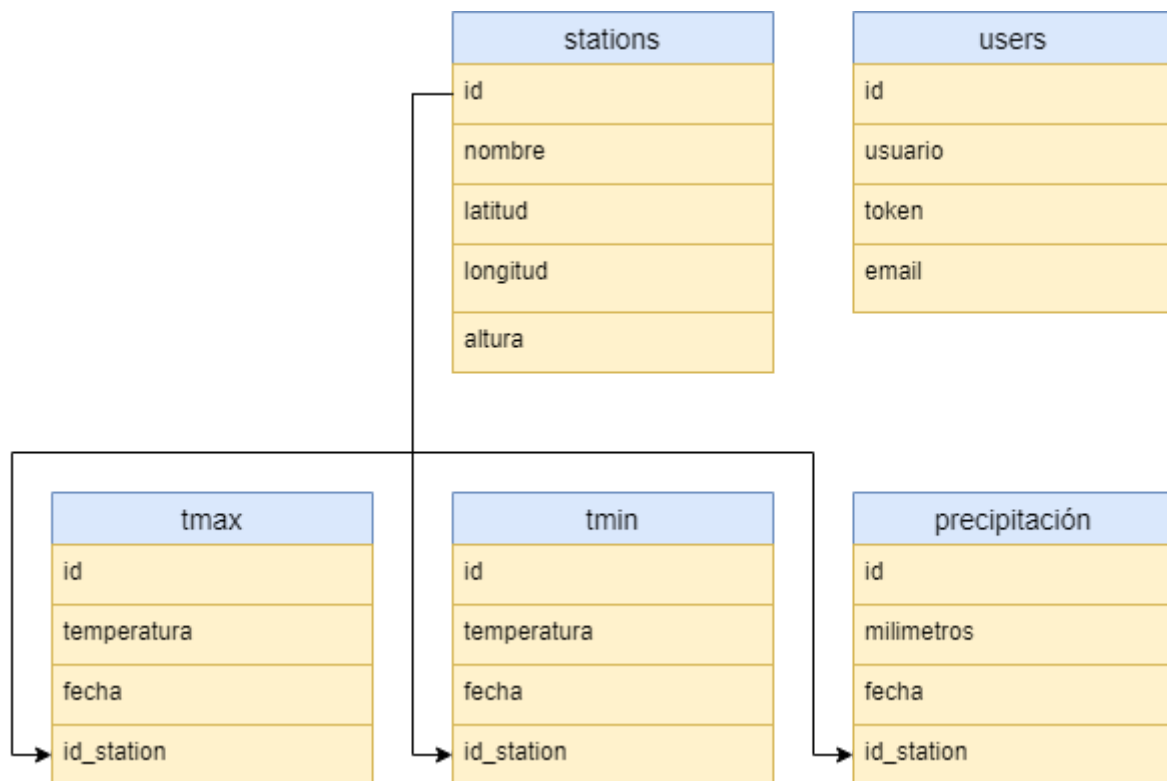 stations
id
nombre
latitud
longitud
altura
users
id
usuario
token
email
tmax
id
temperatura
fecha
id_station
tmin
id
temperatura
fecha
id_station
precipitación
id
milimetros
fecha
id_station